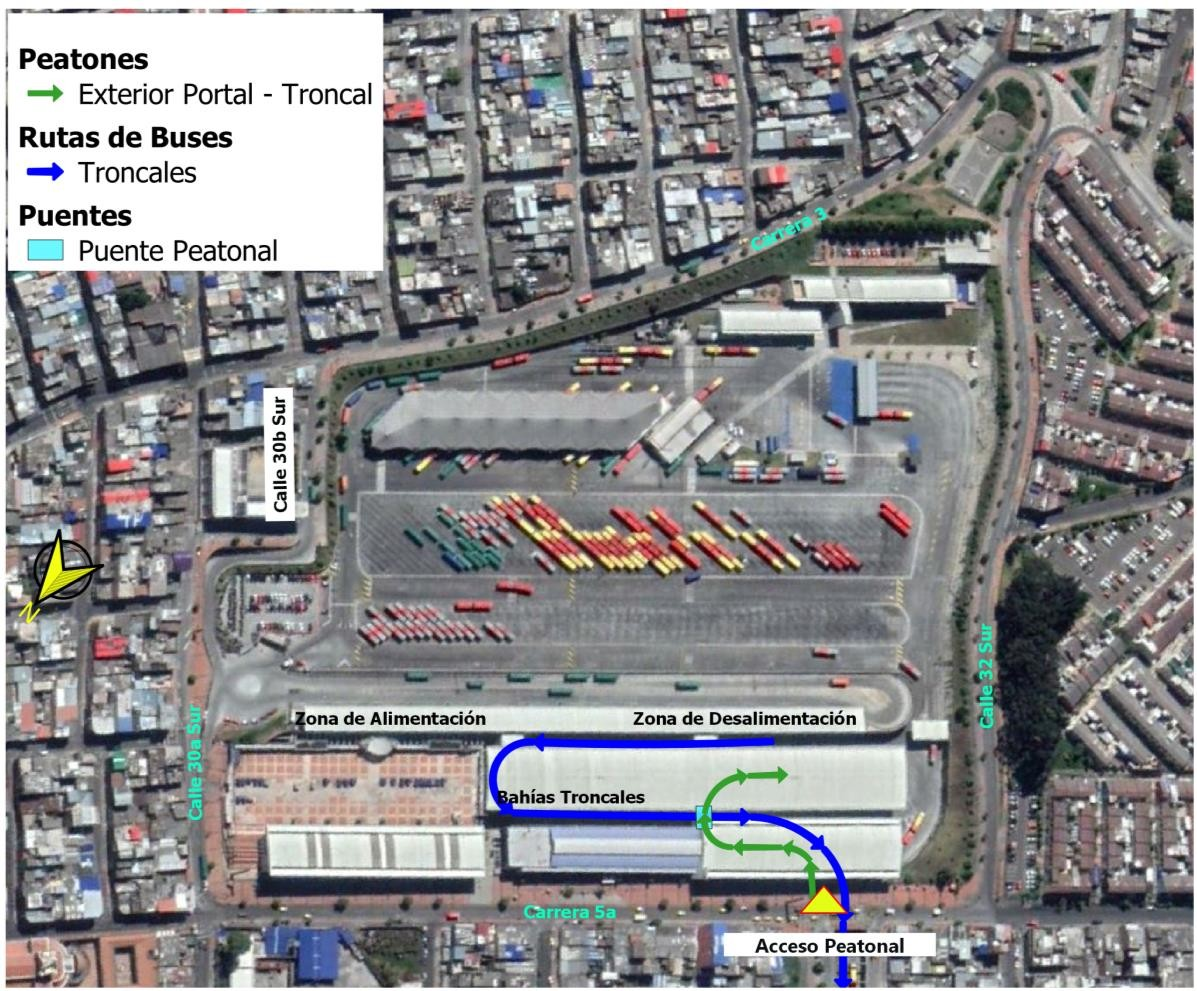 Peatones
Exterior Portal - Troncal
Rutas de Buses
Troncales
Puentes
Puente Peatonal
Carrera 3
Calle 30b Sur
N
Calle 32 Sur
Calle 30a Sur
Zona de Alimentación
Zona de Desalimentación
Bahías Troncales
Carrera 5a
Acceso Peatonal